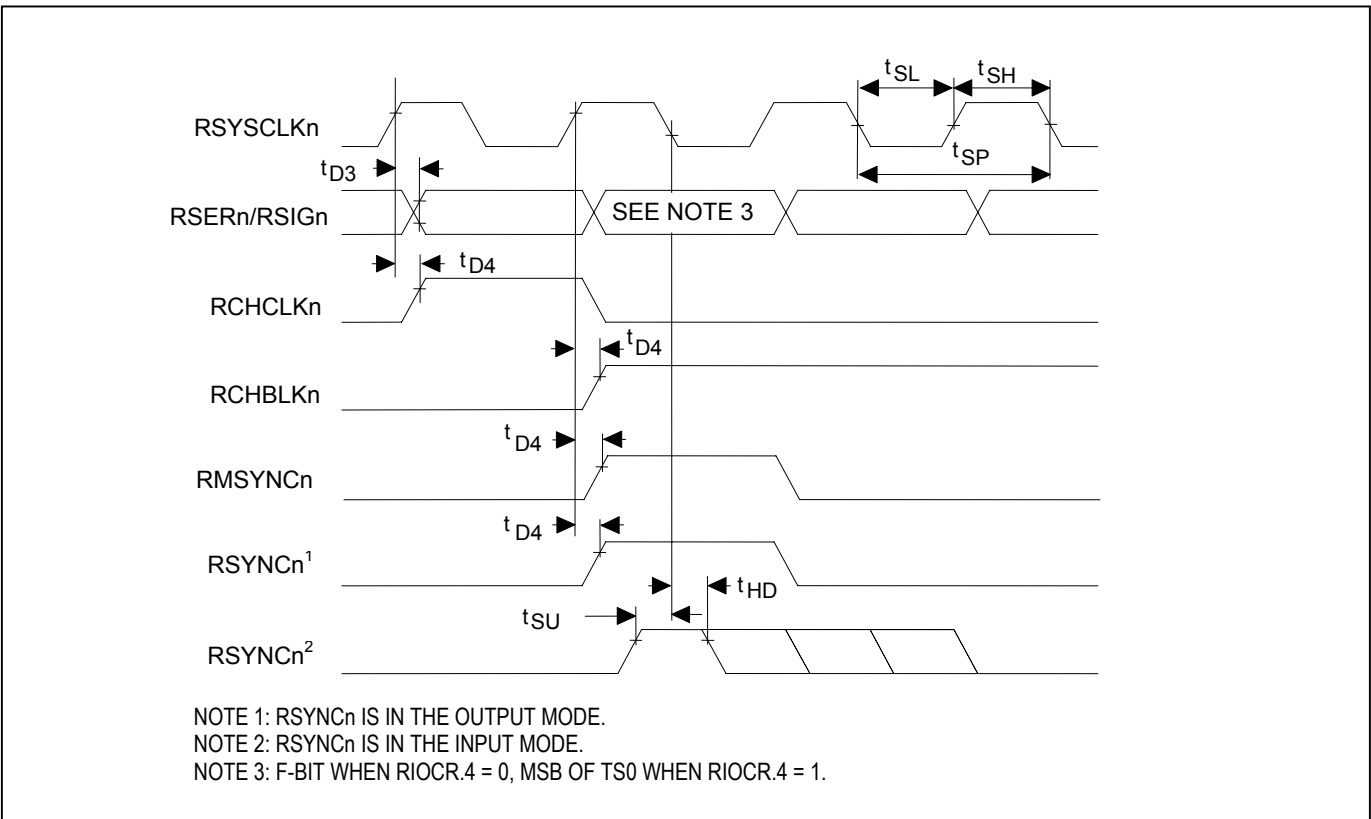 tSL
tSH
RSYSCLKn
tSP
tD3
RSERn/RSIGn
SEE NOTE 3
tD4
RCHCLKn
tD4
RCHBLKn
tD4
RMSYNCn
tD4
RSYNCn1
tHD
tSU
RSYNCn2
NOTE 1: RSYNCn IS IN THE OUTPUT MODE.
NOTE 2: RSYNCn IS IN THE INPUT MODE.
NOTE 3: F-BIT WHEN RIOCR.4 = 0, MSB OF TS0 WHEN RIOCR.4 = 1.